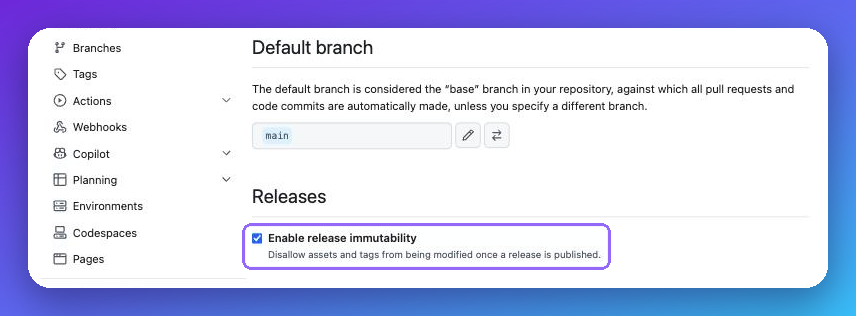 Branches
Tags
Actions
Webhooks
Copilot
Planning
Environments
Codespaces
Pages
Default branch
The default branch is considered the “base” branch in your repository, against which all pull requests and
code commits are automatically made, unless you specify a different branch.
main
Releases
Enable release immutability
Disallow assets and tags from being modified once a release is published.